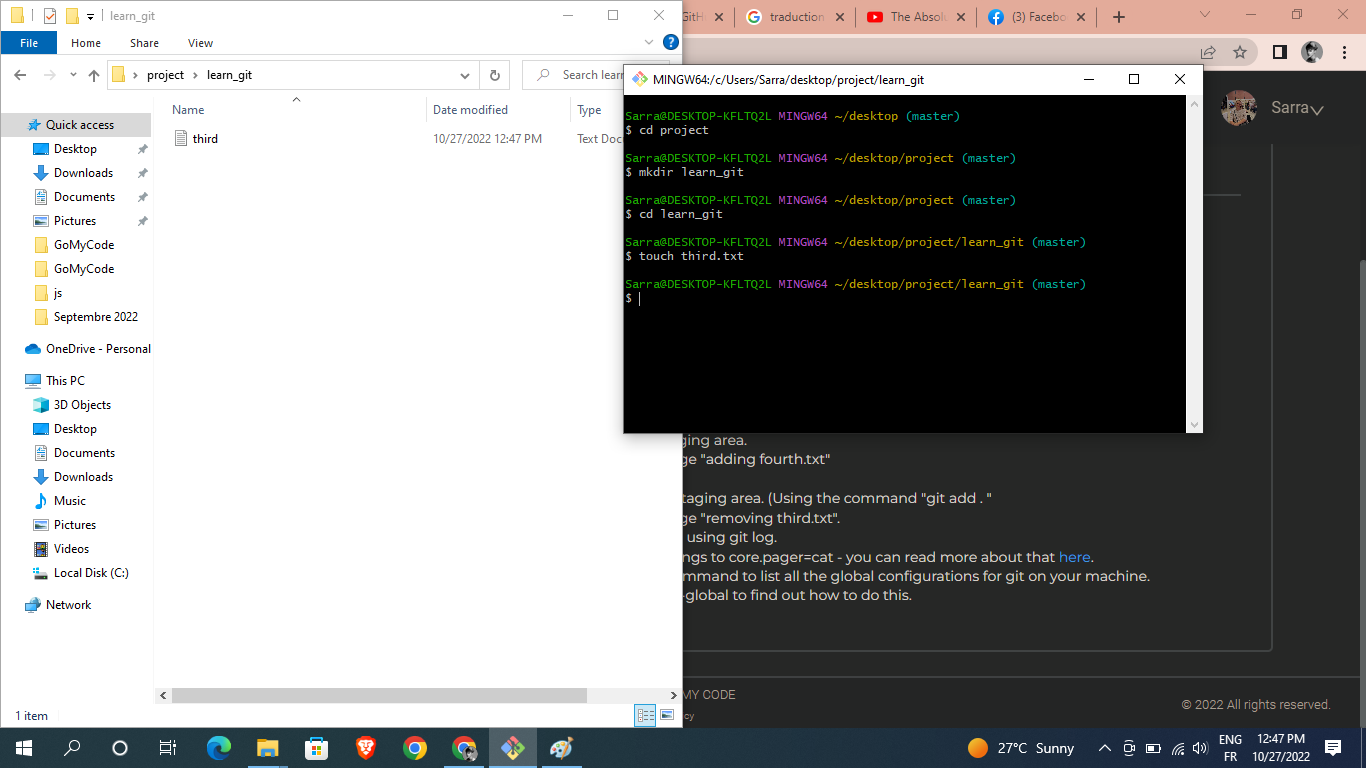 learn_git
File Home Share View
project learn_git
Search learn
Name Date modified Type
third 10/27/2022 12:47 PM Text Doc
Quick access
Desktop
Downloads
Documents
Pictures
GoMyCode
GoMyCode
js
Septembre 2022
OneDrive - Personal
This PC
3D Objects
Desktop
Documents
Downloads
Music
Pictures
Videos
Local Disk (C:)
Network
1 item
traduction
The Absolu
(3) Facebo
Sarra
MINGW64:/c/Users/Sarra/desktop/project/learn_git
Sarra@DESKTOP-KFLTQ2L MINGW64 ~/desktop (master)
$ cd project
Sarra@DESKTOP-KFLTQ2L MINGW64 ~/desktop/project (master)
$ mkdir learn_git
Sarra@DESKTOP-KFLTQ2L MINGW64 ~/desktop/project (master)
$ cd learn_git
Sarra@DESKTOP-KFLTQ2L MINGW64 ~/desktop/project/learn_git (master)
$ touch third.txt
Sarra@DESKTOP-KFLTQ2L MINGW64 ~/desktop/project/learn_git (master)
$
ging area.
ge "adding fourth.txt"
taging area. (Using the command "git add . "
ge "removing third.txt".
using git log.
ngs to core.pager=cat - you can read more about that here.
mmand to list all the global configurations for git on your machine.
-global to find out how to do this.
MY CODE
cy
© 2022 All rights reserved.
27°C Sunny
ENG
FR
12:47 PM
10/27/2022